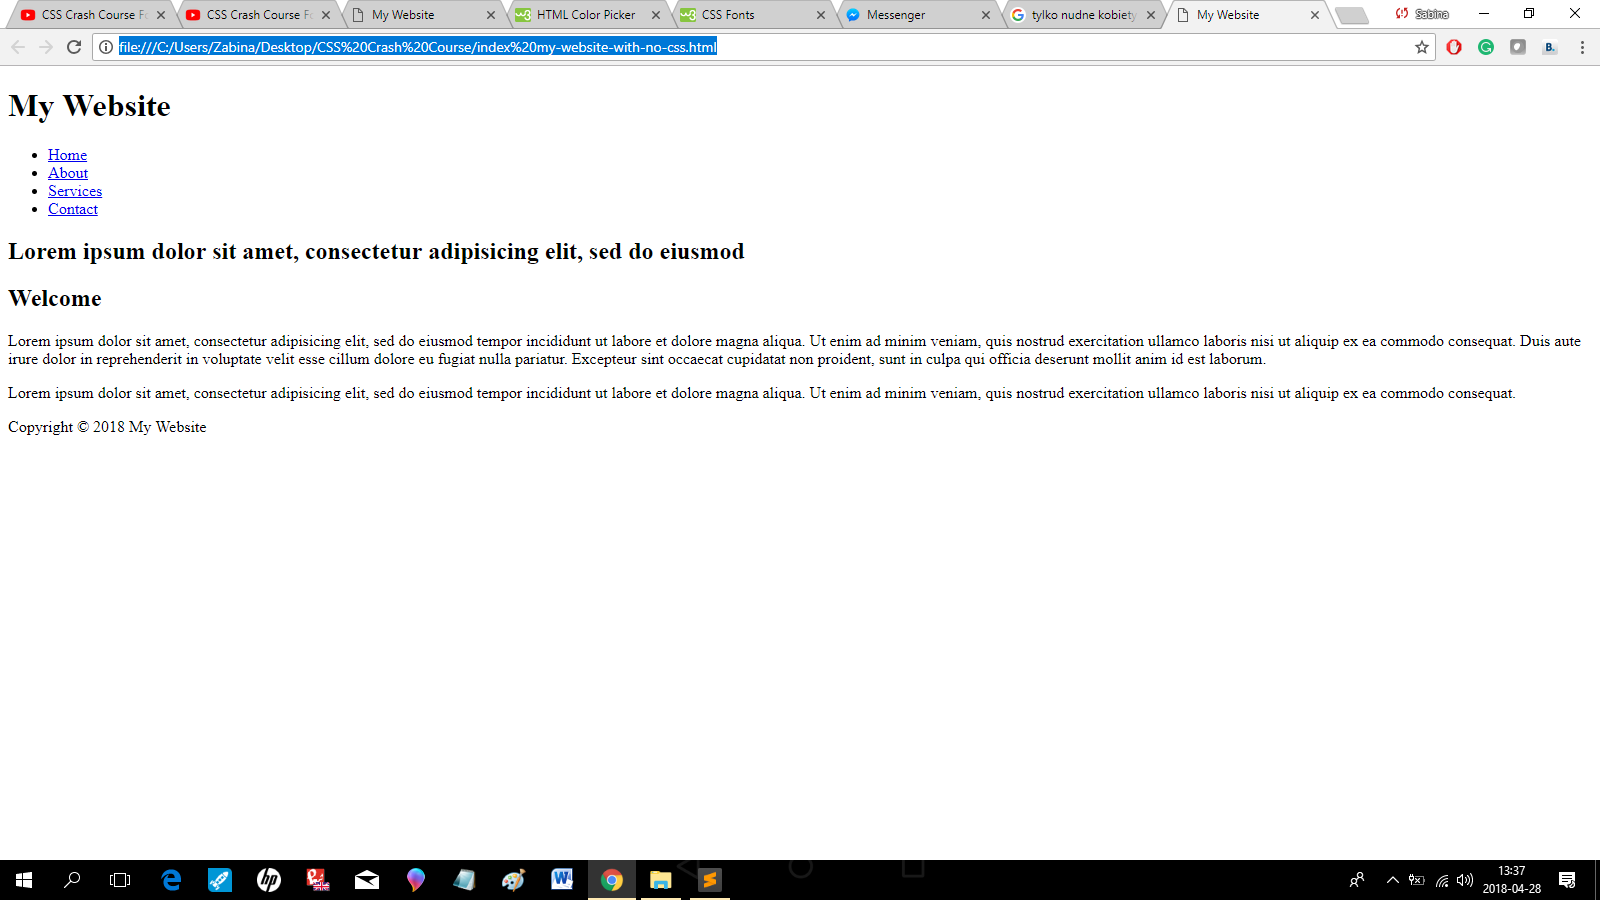 CSS Crash Course Fo
CSS Crash Course F
My Website
HTML Color Picker
CSS Fonts
Messenger
tylko nudne kobiety
My Website
Sabina
file:///C:/Users/Zabina/Desktop/CSS%20Crash%20Course/index%20my-website-with-no-css.html
B.
My Website
Home
About
Services
Contact
Lorem ipsum dolor sit amet, consectetur adipisicing elit, sed do eiusmod
Welcome
Lorem ipsum dolor sit amet, consectetur adipisicing elit, sed do eiusmod tempor incididunt ut labore et dolore magna aliqua. Ut enim ad minim veniam, quis nostrud exercitation ullamco laboris nisi ut aliquip ex ea commodo consequat. Duis aute
irure dolor in reprehenderit in voluptate velit esse cillum dolore eu fugiat nulla pariatur. Excepteur sint occaecat cupidatat non proident, sunt in culpa qui officia deserunt mollit anim id est laborum.
Lorem ipsum dolor sit amet, consectetur adipisicing elit, sed do eiusmod tempor incididunt ut labore et dolore magna aliqua. Ut enim ad minim veniam, quis nostrud exercitation ullamco laboris nisi ut aliquip ex ea commodo consequat.
Copyright © 2018 My Website
13:37
2018-04-28